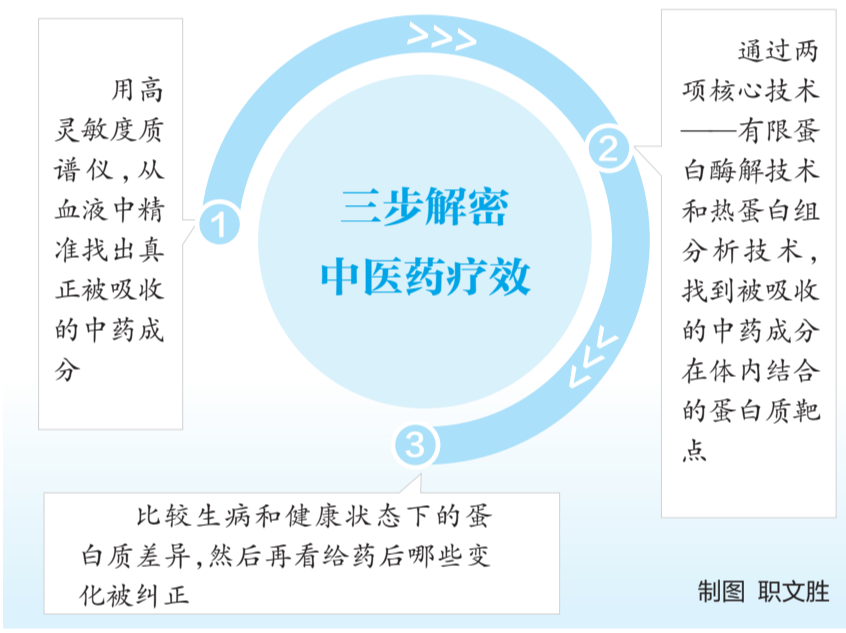 三步解密
中医药疗效
1
用高
灵敏度质
谱仪，从
血液中精
准找出真
正被吸收
的中药成
分
2
通过两
项核心技术
——有限蛋
白酶解技术
和热蛋白组
分析技术，
找到被吸收
的中药成分
在体内结合
的蛋白质靶
点
3
比较生病和健康状态下的蛋
白质差异，然后再看给药后哪些变
化被纠正
制图 职文胜